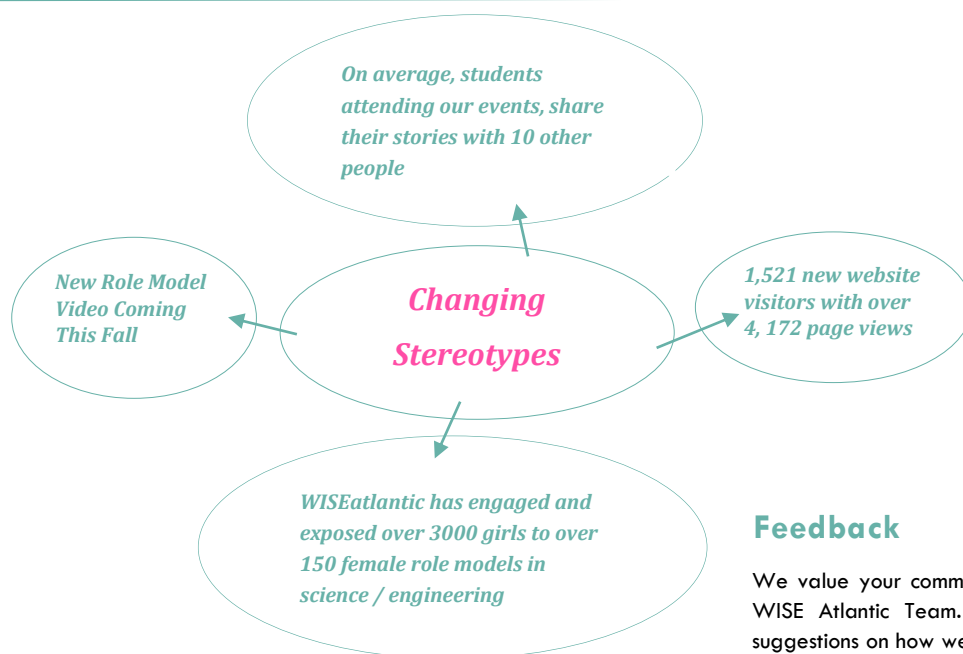 On average, students
attending our events, share
their stories with 10 other
people
New Role Model
Video Coming
This Fall
Changing
Stereotypes
1,521 new website
visitors with over
4, 172 page views
WISEatlantic has engaged and
exposed over 3000 girls to over
150 female role models in
science / engineering
Feedback
We value your comm
WISE Atlantic Team.
suggestions on how we